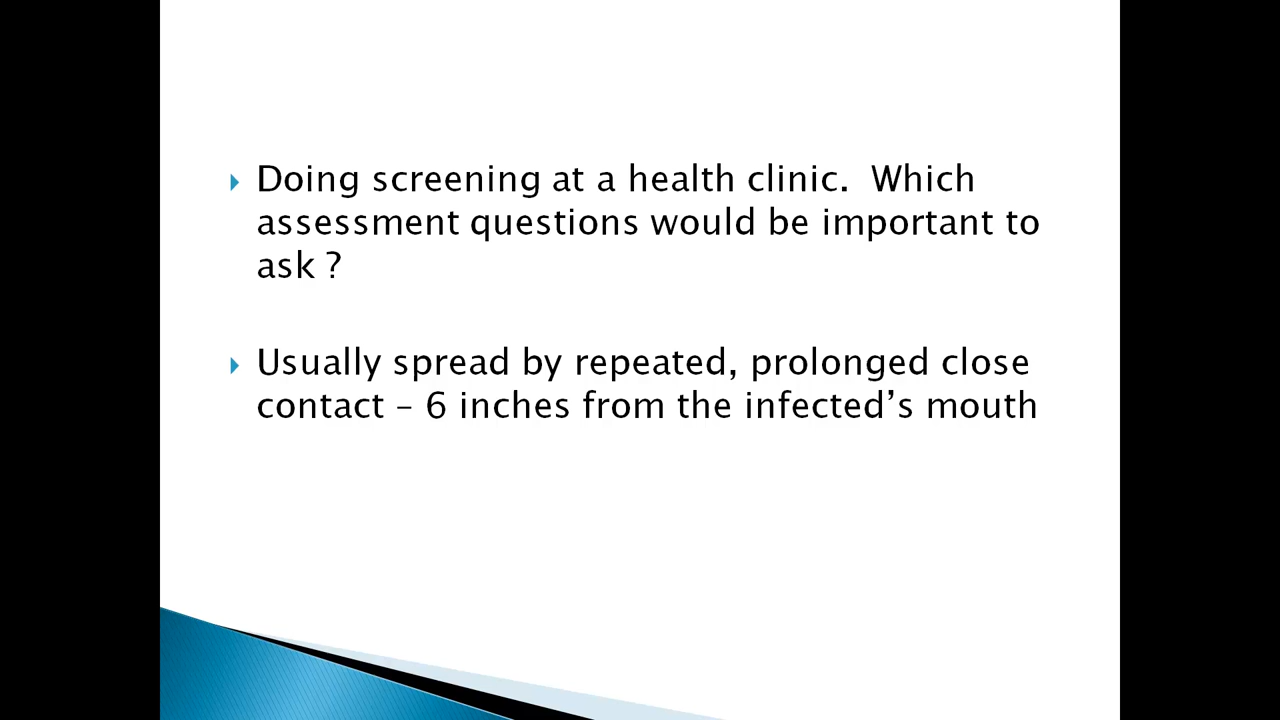 Doing screening at a health clinic.  Which
assessment questions would be important to
ask ?
Usually spread by repeated, prolonged close
contact – 6 inches from the infected’s mouth